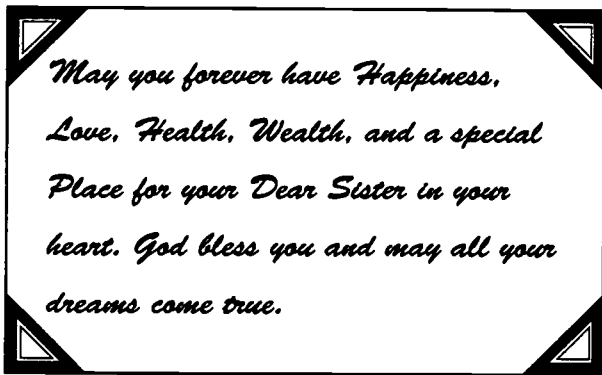 May you forever have Happiness,
Love, Health, Wealth, and a special
Place for your Dear Sister in your
heart. God bless you and may all your
dreams come true.